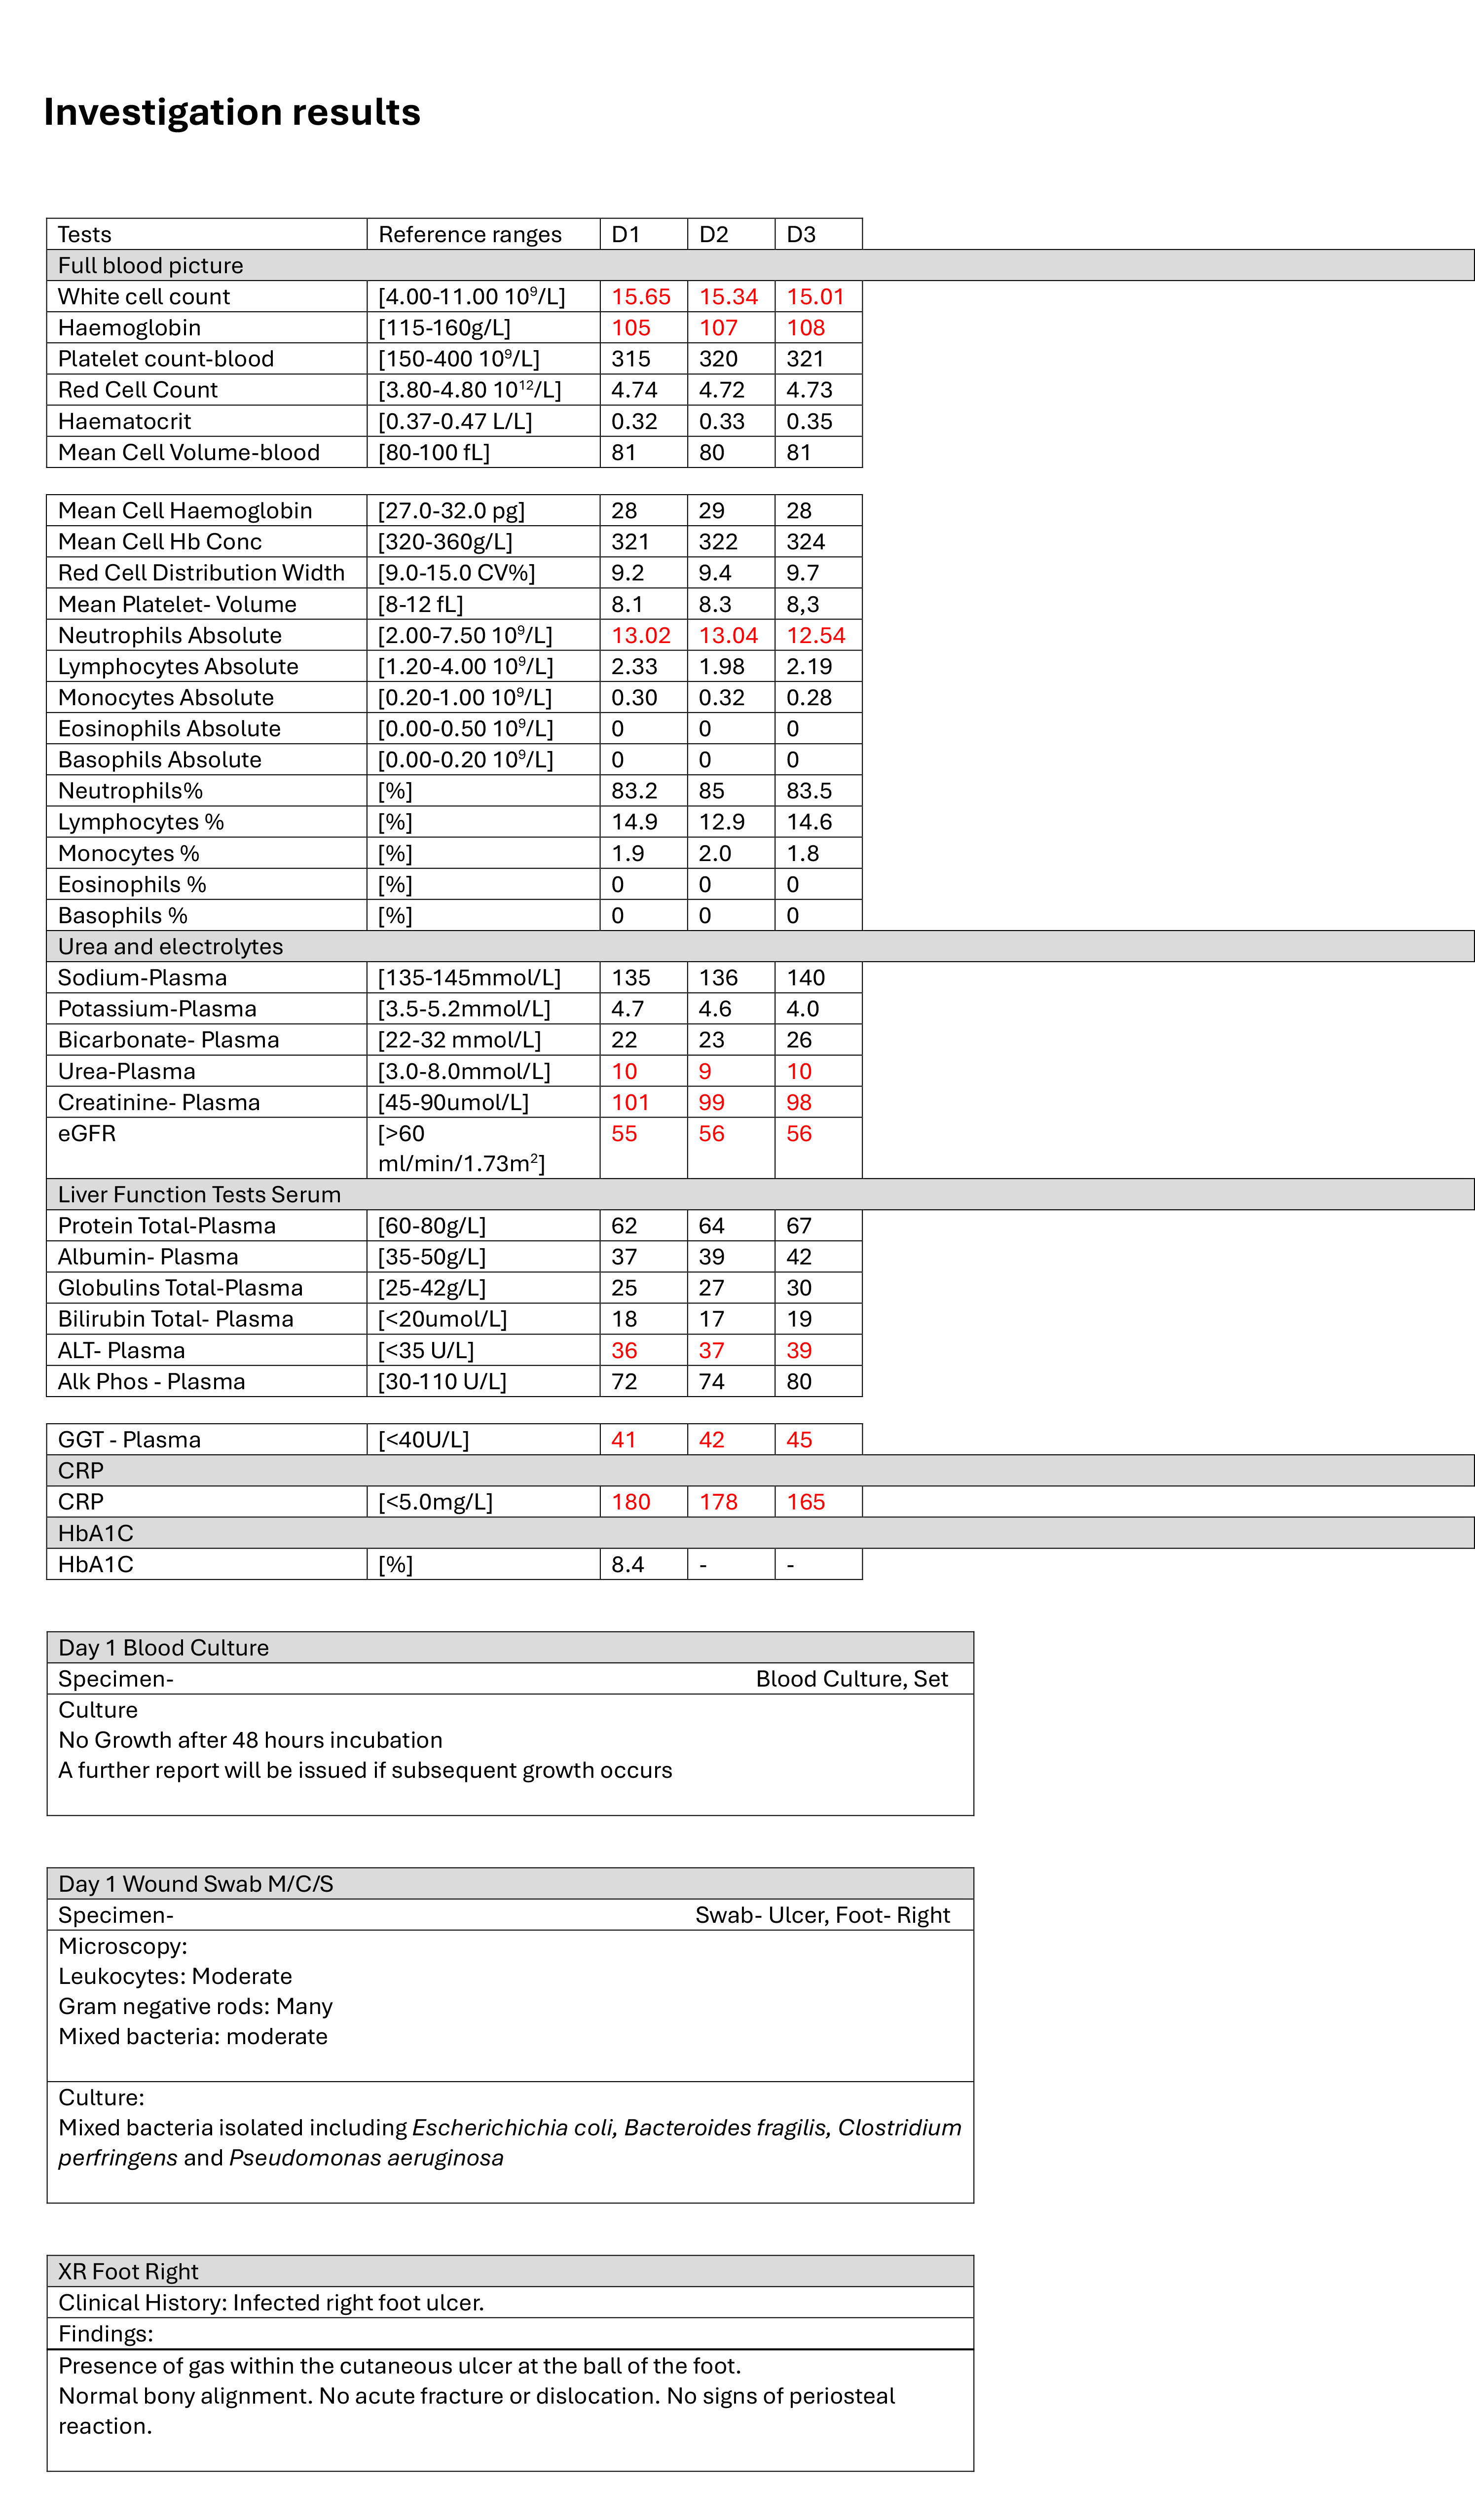 Investigation results
Tests Reference ranges D1 D2 D3
Full blood picture
White cell count [4.00-11.00 10⁹/L] 15.65 15.34 15.01
Haemoglobin [115-160g/L] 105 107 108
Platelet count-blood [150-400 10⁹/L] 315 320 321
Red Cell Count [3.80-4.80 10¹²/L] 4.74 4.72 4.73
Haematocrit [0.37-0.47 L/L] 0.32 0.33 0.35
Mean Cell Volume-blood [80-100 fL] 81 80 81
Mean Cell Haemoglobin [27.0-32.0 pg] 28 29 28
Mean Cell Hb Conc [320-360g/L] 321 322 324
Red Cell Distribution Width [9.0-15.0 CV%] 9.2 9.4 9.7
Mean Platelet- Volume [8-12 fL] 8.1 8.3 8,3
Neutrophils Absolute [2.00-7.50 10⁹/L] 13.02 13.04 12.54
Lymphocytes Absolute [1.20-4.00 10⁹/L] 2.33 1.98 2.19
Monocytes Absolute [0.20-1.00 10⁹/L] 0.30 0.32 0.28
Eosinophils Absolute [0.00-0.50 10⁹/L] 0 0 0
Basophils Absolute [0.00-0.20 10⁹/L] 0 0 0
Neutrophils% [%] 83.2 85 83.5
Lymphocytes % [%] 14.9 12.9 14.6
Monocytes % [%] 1.9 2.0 1.8
Eosinophils % [%] 0 0 0
Basophils % [%] 0 0 0
Urea and electrolytes
Sodium-Plasma [135-145mmol/L] 135 136 140
Potassium-Plasma [3.5-5.2mmol/L] 4.7 4.6 4.0
Bicarbonate- Plasma [22-32 mmol/L] 22 23 26
Urea-Plasma [3.0-8.0mmol/L] 10 9 10
Creatinine- Plasma [45-90umol/L] 101 99 98
eGFR [>60 55 56 56
ml/min/1.73m²]
Liver Function Tests Serum
Protein Total-Plasma [60-80g/L] 62 64 67
Albumin- Plasma [35-50g/L] 37 39 42
Globulins Total-Plasma [25-42g/L] 25 27 30
Bilirubin Total- Plasma [<20umol/L] 18 17 19
ALT- Plasma [<35 U/L] 36 37 39
Alk Phos - Plasma [30-110 U/L] 72 74 80
GGT - Plasma [<40U/L] 41 42 45
CRP
CRP [<5.0mg/L] 180 178 165
HbA1C
HbA1C [%] 8.4 - -
Day 1 Blood Culture
Specimen- Blood Culture, Set
Culture
No Growth after 48 hours incubation
A further report will be issued if subsequent growth occurs
Day 1 Wound Swab M/C/S
Specimen- Swab- Ulcer, Foot- Right
Microscopy:
Leukocytes: Moderate
Gram negative rods: Many
Mixed bacteria: moderate
Culture:
Mixed bacteria isolated including Escherichichia coli, Bacteroides fragilis, Clostridium
perfringens and Pseudomonas aeruginosa
XR Foot Right
Clinical History: Infected right foot ulcer.
Findings:
Presence of gas within the cutaneous ulcer at the ball of the foot.
Normal bony alignment. No acute fracture or dislocation. No signs of periosteal
reaction.